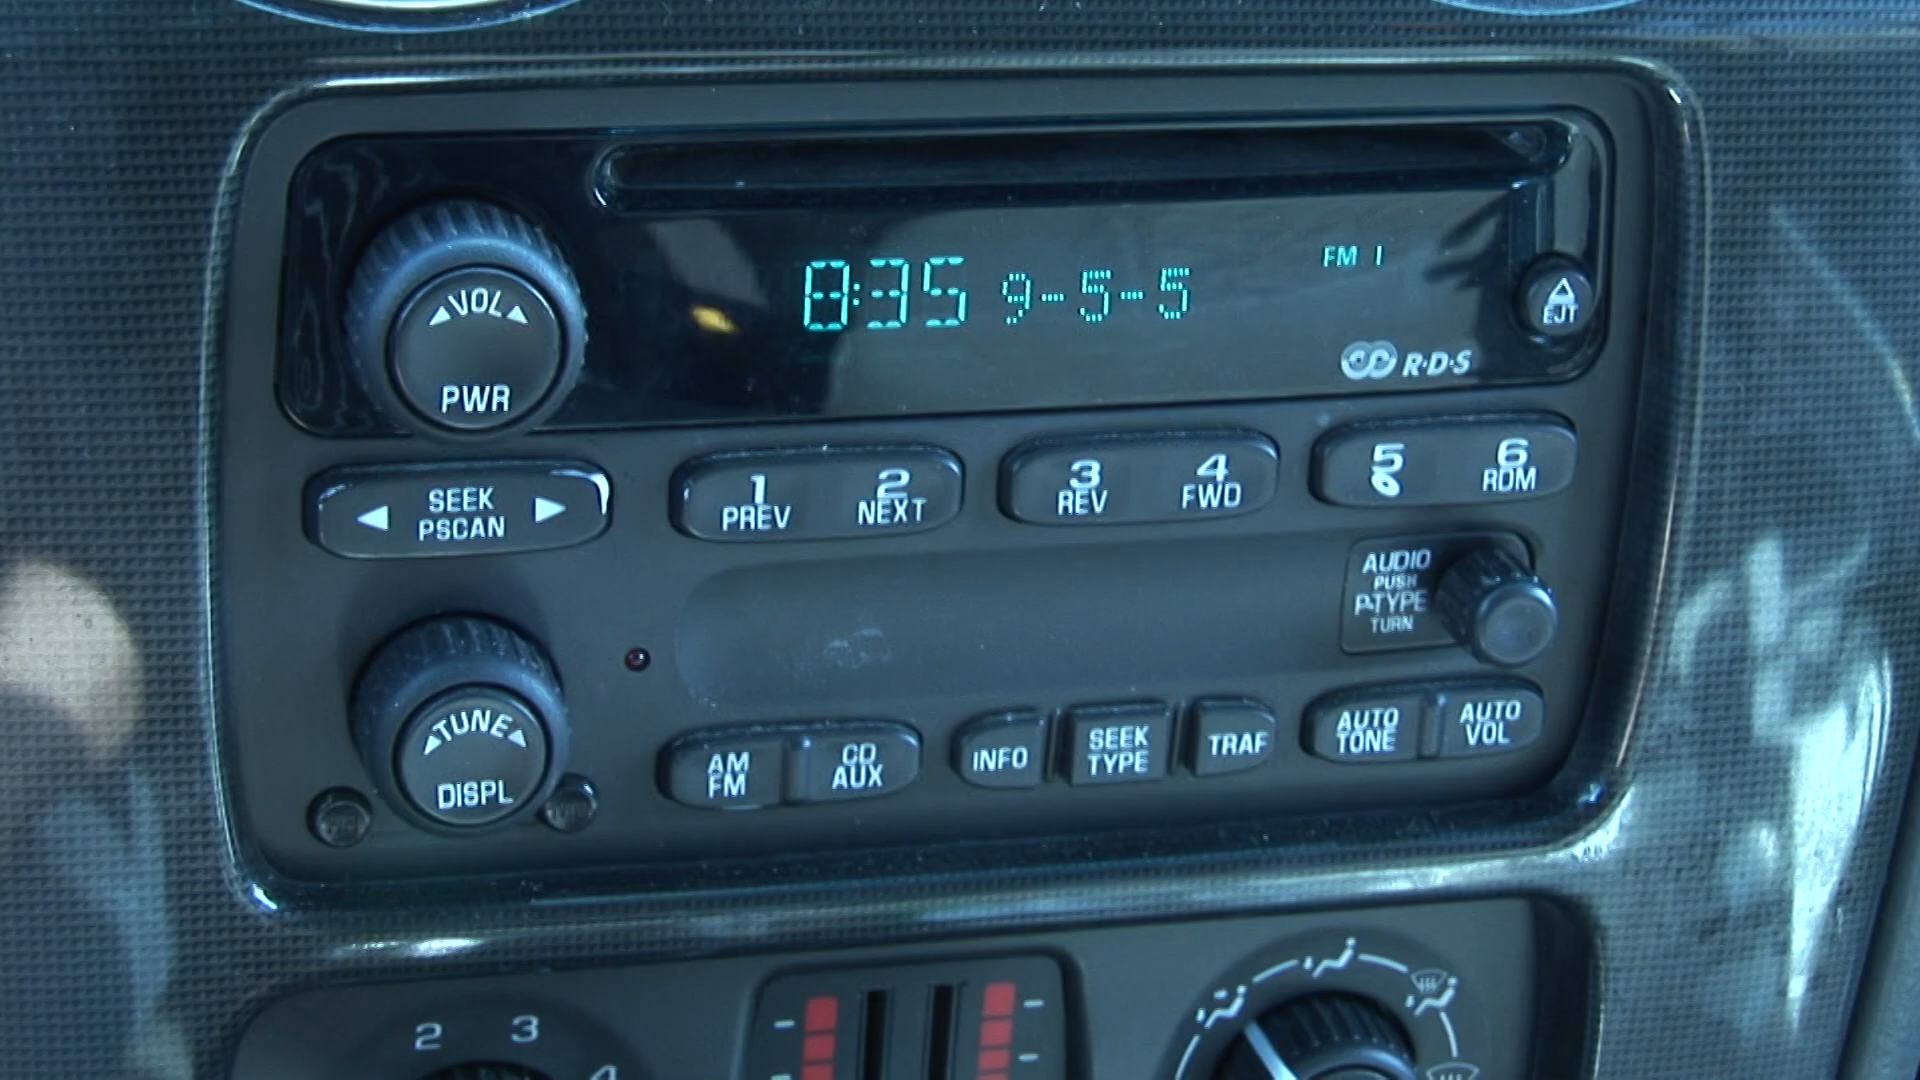 8:35 9-5-5
FM 1
VOL
PWR
EJT
R·D·S
SEEK
PSCAN
1
PREV
2
NEXT
3
REV
4
FWD
5
6
RDM
AUDIO
PUSH
P-TYPE
TURN
TUNE
DISPL
AM
FM
CD
AUX
INFO
SEEK
TYPE
TRAF
AUTO
TONE
AUTO
VOL
2
3
4